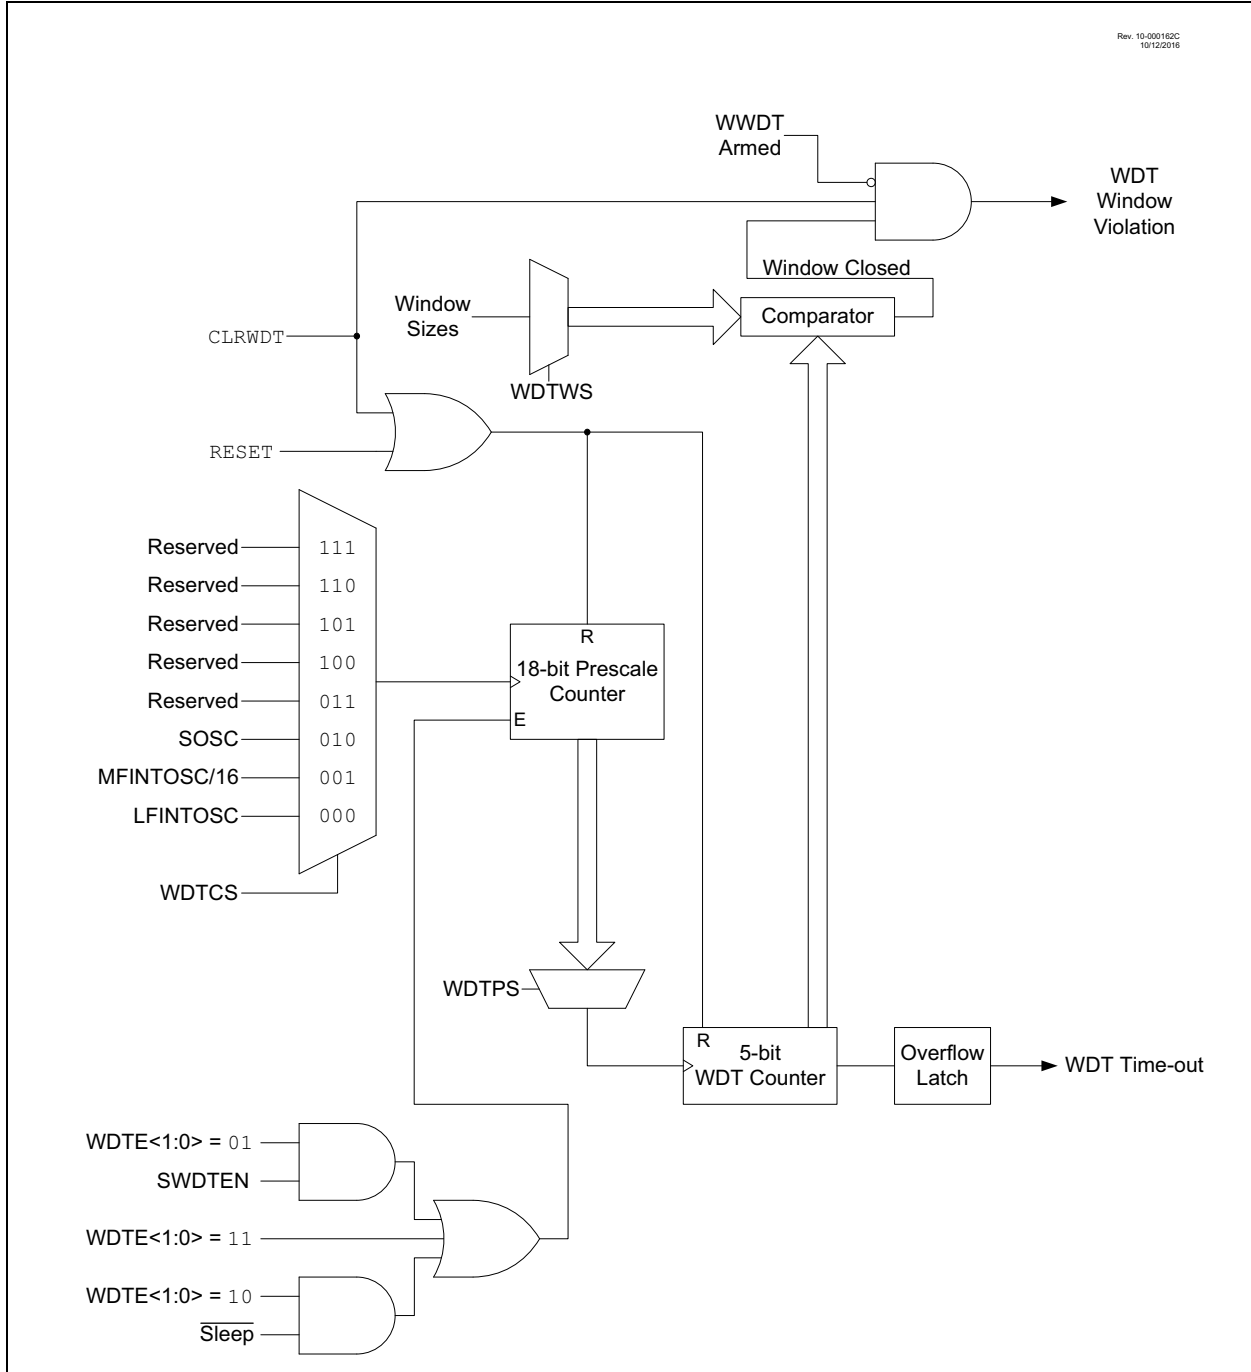 Rev. 10-000162C
10/12/2016
WWDT
Armed
WDT
Window
Violation
Window Closed
Window
Sizes
Comparator
CLRWDT
WDTWS
RESET
Reserved 111
Reserved 110
Reserved 101
Reserved 100
Reserved 011
SOSC 010
MFINTOSC/16 001
LFINTOSC 000
WDTCS
R
18-bit Prescale
Counter
E
WDTPS
R
5-bit
WDT Counter
Overflow
Latch
WDT Time-out
WDTE<1:0> = 01
SWDTEN
WDTE<1:0> = 11
WDTE<1:0> = 10
Sleep